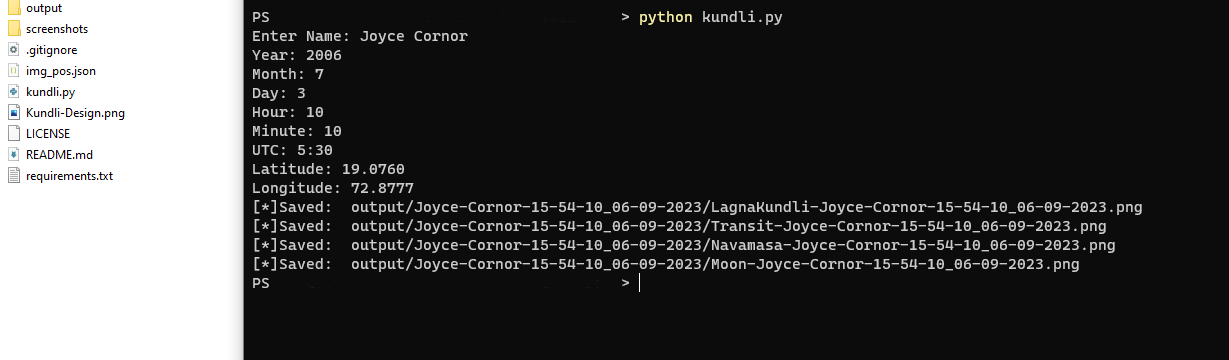 output
screenshots
.gitignore
img_pos.json
kundli.py
Kundli-Design.png
LICENSE
README.md
requirements.txt
PS > python kundli.py
Enter Name: Joyce Cornor
Year: 2006
Month: 7
Day: 3
Hour: 10
Minute: 10
UTC: 5:30
Latitude: 19.0760
Longitude: 72.8777
[*]Saved:  output/Joyce-Cornor-15-54-10_06-09-2023/LagnaKundli-Joyce-Cornor-15-54-10_06-09-2023.png
[*]Saved:  output/Joyce-Cornor-15-54-10_06-09-2023/Transit-Joyce-Cornor-15-54-10_06-09-2023.png
[*]Saved:  output/Joyce-Cornor-15-54-10_06-09-2023/Navamasa-Joyce-Cornor-15-54-10_06-09-2023.png
[*]Saved:  output/Joyce-Cornor-15-54-10_06-09-2023/Moon-Joyce-Cornor-15-54-10_06-09-2023.png
PS >